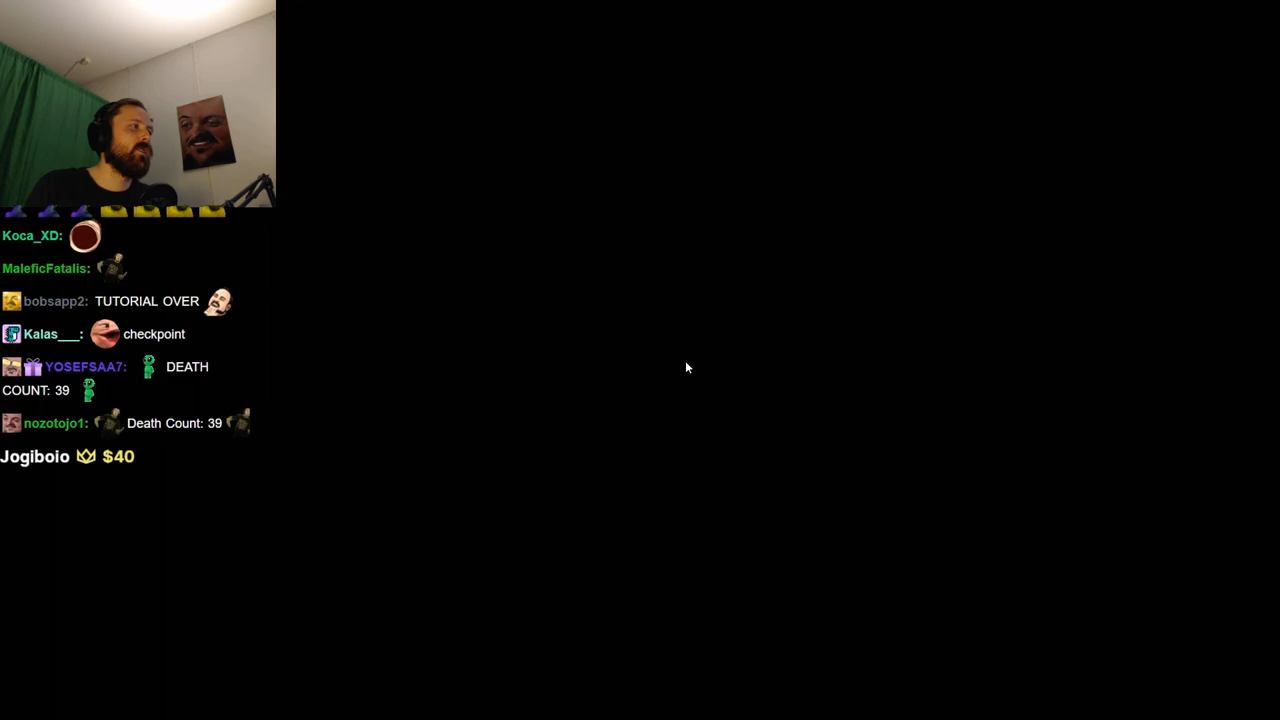 Koca_XD:
MaleficFatalis:
bobsapp2: TUTORIAL OVER
Kalas___: checkpoint
YOSEFSAA7: DEATH
COUNT: 39
nozotojo1: Death Count: 39
Jogiboio $40